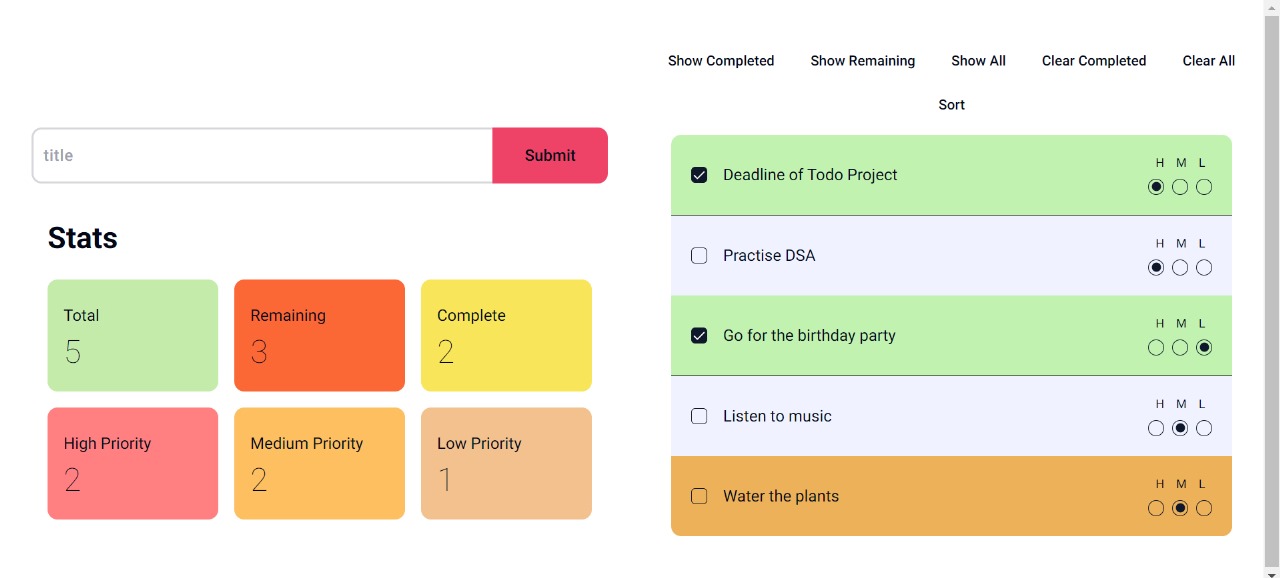 Show Completed Show Remaining Show All Clear Completed Clear All
Sort
title Submit
Stats
Total Remaining Complete
5 3 2
High Priority Medium Priority Low Priority
2 2 1
H M L
Deadline of Todo Project
H M L
Practise DSA
H M L
Go for the birthday party
H M L
Listen to music
H M L
Water the plants